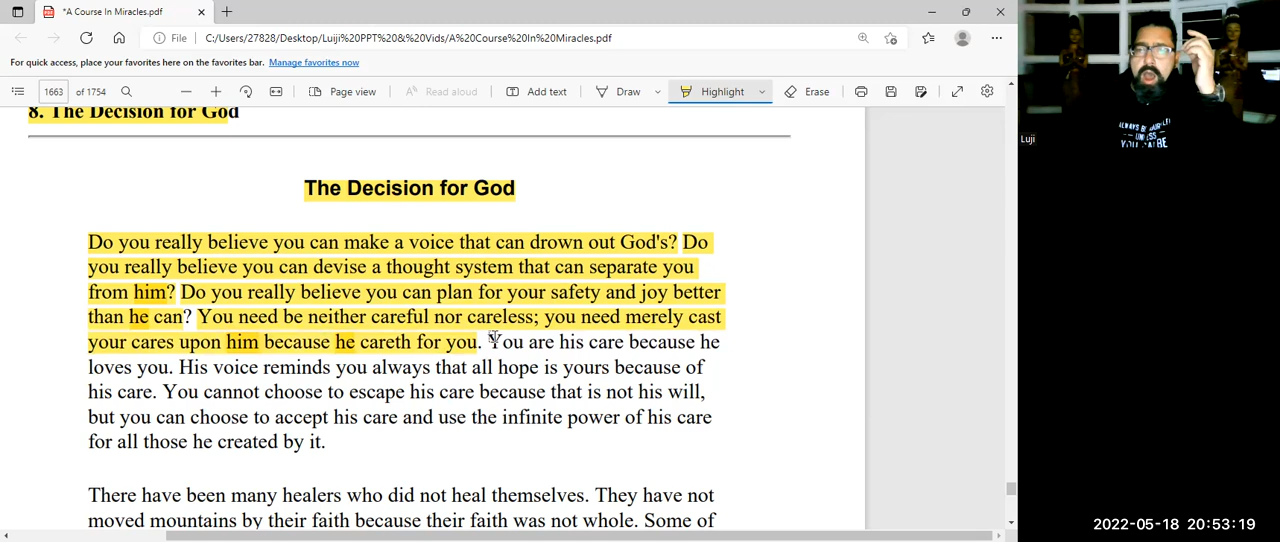 *A Course In Miracles.pdf
File C:/Users/27828/Desktop/Luiji%20PPT%20&%20Vids/A%20Course%20In%20Miracles.pdf
For quick access, place your favorites here on the favorites bar. Manage favorites now
1663 of 1754 Page view Read aloud Add text Draw Highlight Erase
8. The Decision for God
The Decision for God
Do you really believe you can make a voice that can drown out God's? Do
you really believe you can devise a thought system that can separate you
from him? Do you really believe you can plan for your safety and joy better
than he can? You need be neither careful nor careless; you need merely cast
your cares upon him because he careth for you. You are his care because he
loves you. His voice reminds you always that all hope is yours because of
his care. You cannot choose to escape his care because that is not his will,
but you can choose to accept his care and use the infinite power of his care
for all those he created by it.
There have been many healers who did not heal themselves. They have not
moved mountains by their faith because their faith was not whole. Some of
Luji
ALWAYS BE
YOU CAN BE
2022-05-18 20:53:19